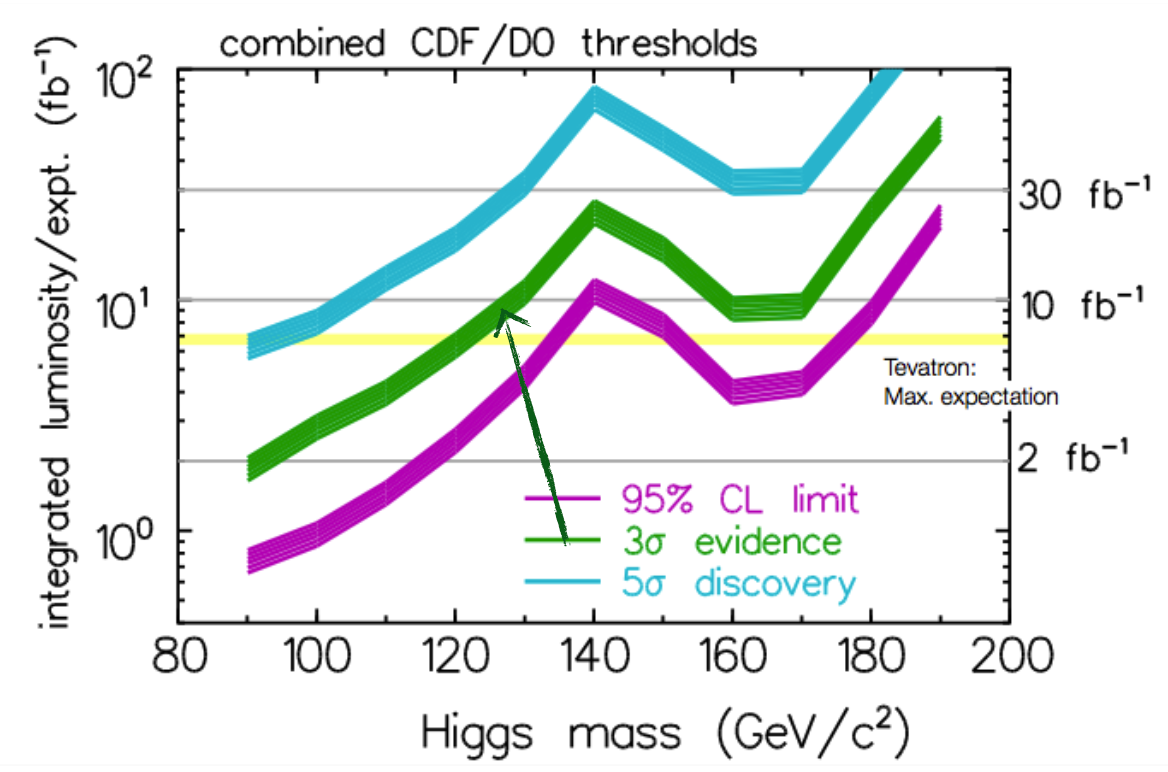 combined CDF/D0 thresholds
integrated luminosity/expt. (fb⁻¹)
10²
10¹
10⁰
30 fb⁻¹
10 fb⁻¹
Tevatron:
Max. expectation
2 fb⁻¹
95% CL limit
3σ evidence
5σ discovery
80 100 120 140 160 180 200
Higgs mass (GeV/c²)